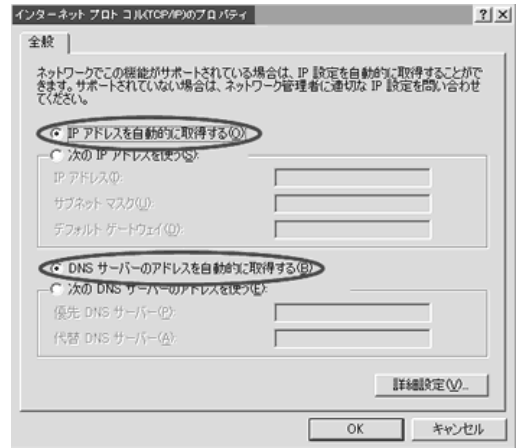 インターネット プロトコル(TCP/IP)のプロパティ
全般
ネットワークでこの機能がサポートされている場合は、IP 設定を自動的に取得することがで
きます。サポートされていない場合は、ネットワーク管理者に適切な IP 設定を問い合わせ
てください。
IP アドレスを自動的に取得する(O)
次の IP アドレスを使う(S):
IP アドレス(I):
サブネット マスク(U):
デフォルト ゲートウェイ(D):
DNS サーバーのアドレスを自動的に取得する(B)
次の DNS サーバーのアドレスを使う(E):
優先 DNS サーバー(P):
代替 DNS サーバー(A):
詳細設定(V)...
OK
キャンセル